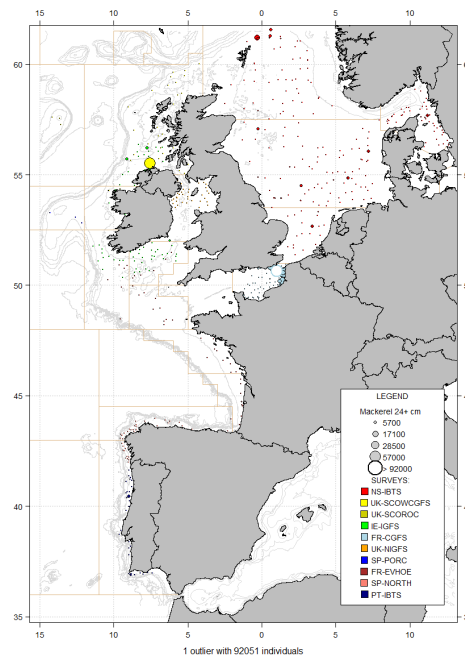 15 10 5 0 5 10
60
55
50
45
40
35
LEGEND
Mackerel 24+ cm
5700
17100
28500
57000
> 92000
SURVEYS:
NS-IBTS
UK-SCOWCGFS
UK-SCOROC
IE-IGFS
FR-CGFS
UK-NIGFS
SP-PORC
FR-EVHOE
SP-NORTH
PT-IBTS
15 10 5 0 5 10
1 outlier with 92051 individuals